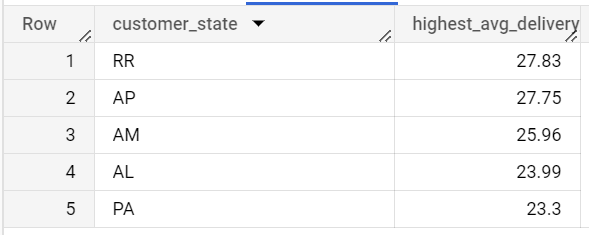 Row customer_state highest_avg_delivery
1 RR 27.83
2 AP 27.75
3 AM 25.96
4 AL 23.99
5 PA 23.3